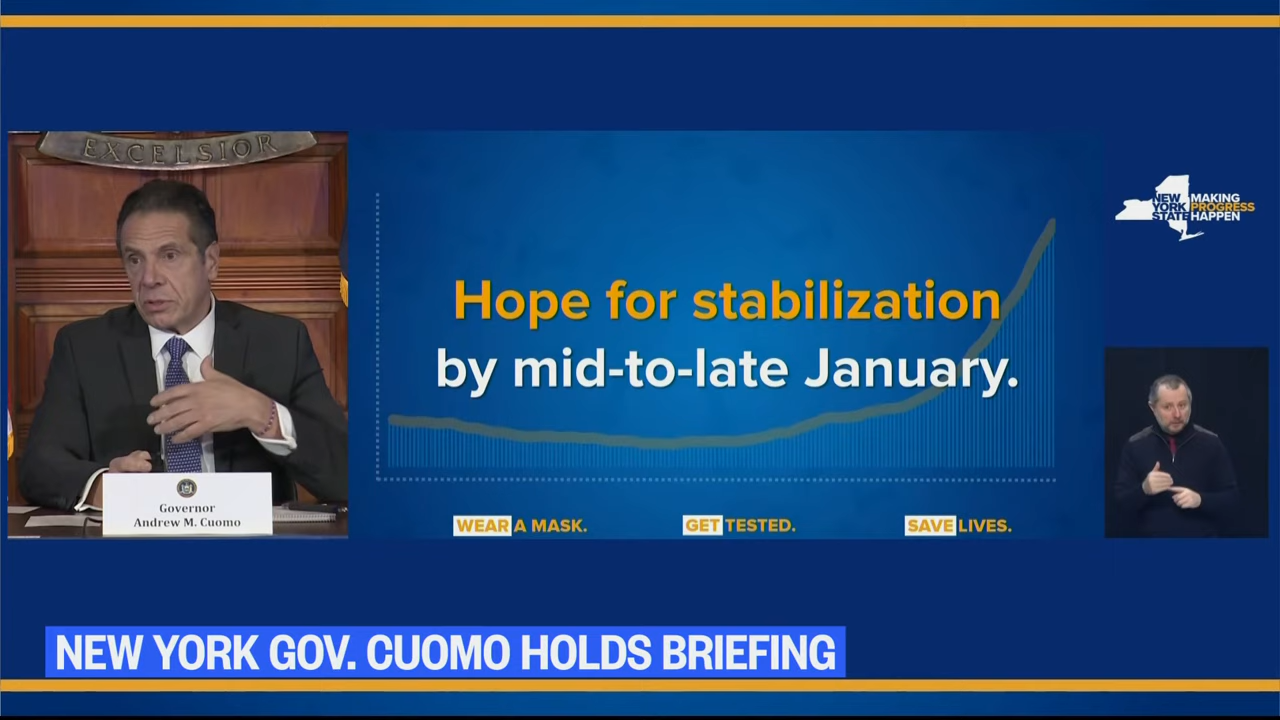 EXCELSIOR
Governor
Andrew M. Cuomo
Hope for stabilization
by mid-to-late January.
WEAR A MASK.
GET TESTED.
SAVE LIVES.
NEW
YORK
STATE
MAKING
PROGRESS
HAPPEN
NEW YORK GOV. CUOMO HOLDS BRIEFING